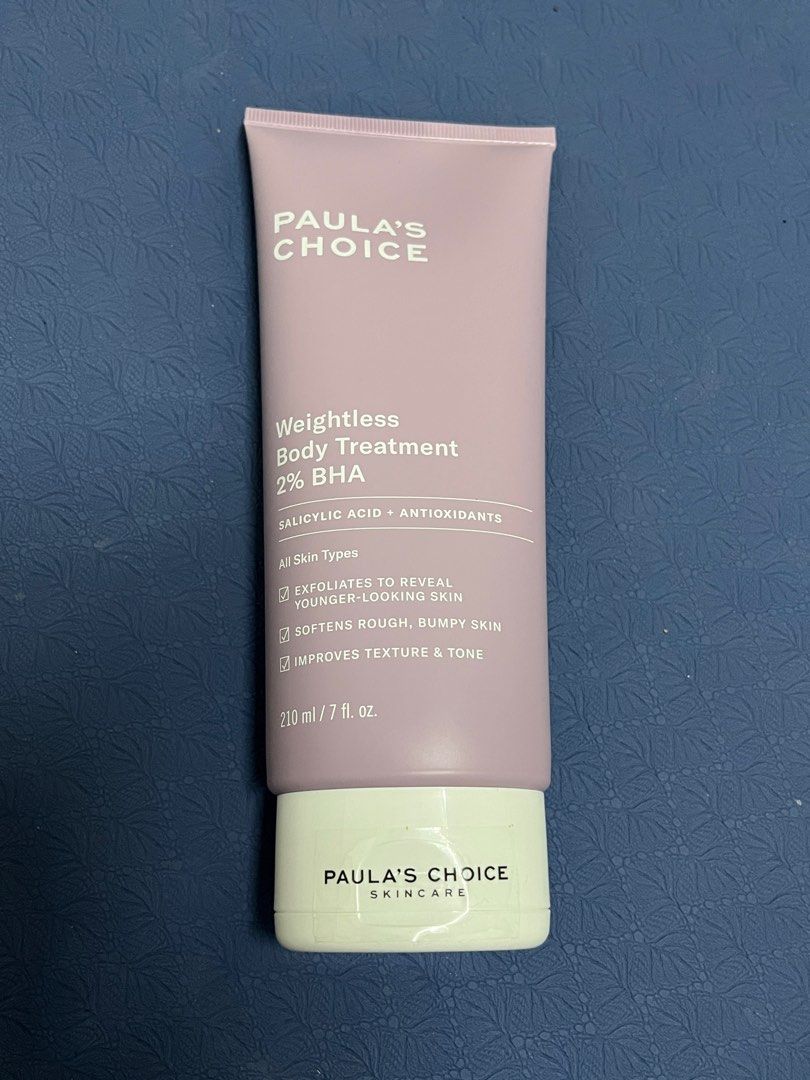 PAULA'S
CHOICE
Weightless
Body Treatment
2% BHA
SALICYLIC ACID + ANTIOXIDANTS
All Skin Types
EXFOLIATES TO REVEAL
YOUNGER-LOOKING SKIN
SOFTENS ROUGH, BUMPY SKIN
IMPROVES TEXTURE & TONE
210 ml / 7 fl. oz.
PAULA'S CHOICE
SKINCARE